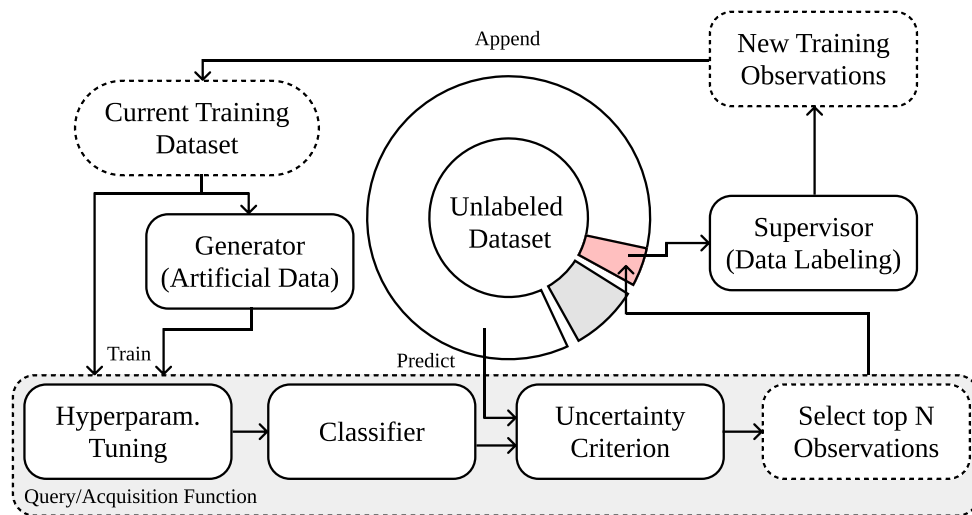 Append
New Training
Observations
Current Training
Dataset
Unlabeled
Dataset
Generator
(Artificial Data)
Supervisor
(Data Labeling)
Train
Predict
Hyperparam.
Tuning
Classifier
Uncertainty
Criterion
Select top N
Observations
Query/Acquisition Function